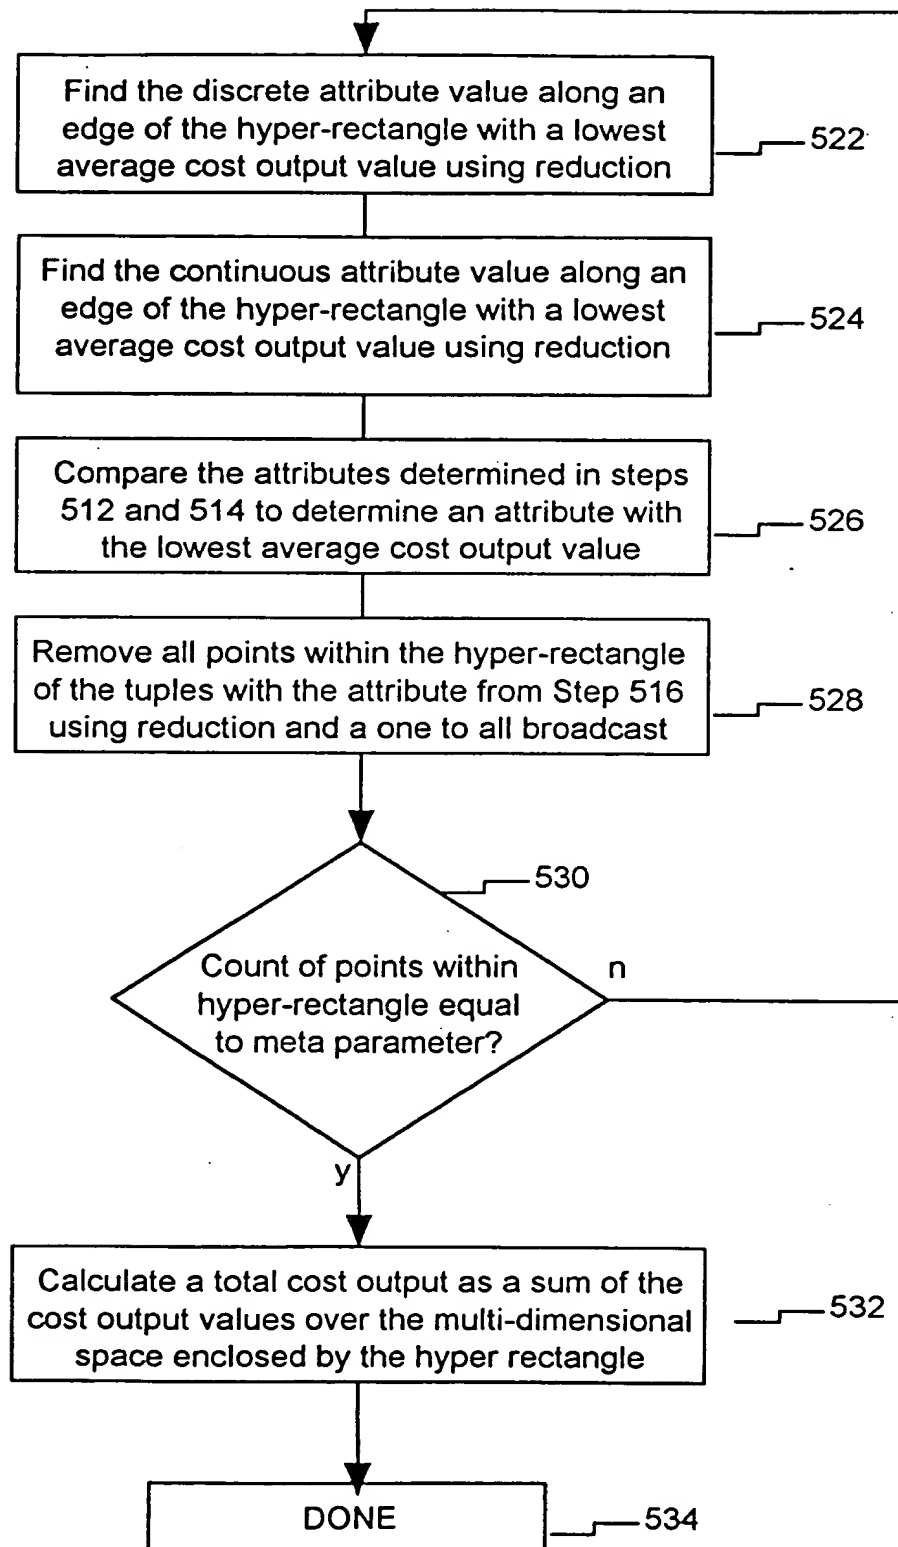 Find the discrete attribute value along an
edge of the hyper-rectangle with a lowest
average cost output value using reduction
522
Find the continuous attribute value along an
edge of the hyper-rectangle with a lowest
average cost output value using reduction
524
Compare the attributes determined in steps
512 and 514 to determine an attribute with
the lowest average cost output value
526
Remove all points within the hyper-rectangle
of the tuples with the attribute from Step 516
using reduction and a one to all broadcast
528
530
Count of points within
hyper-rectangle equal
to meta parameter?
n
y
Calculate a total cost output as a sum of the
cost output values over the multi-dimensional
space enclosed by the hyper rectangle
532
DONE
534